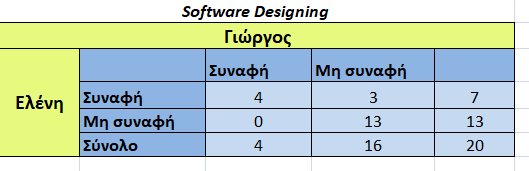 Software Designing
Γιώργος
Συναφή Μη συναφή
Ελένη
Συναφή 4 3 7
Μη συναφή 0 13 13
Σύνολο 4 16 20